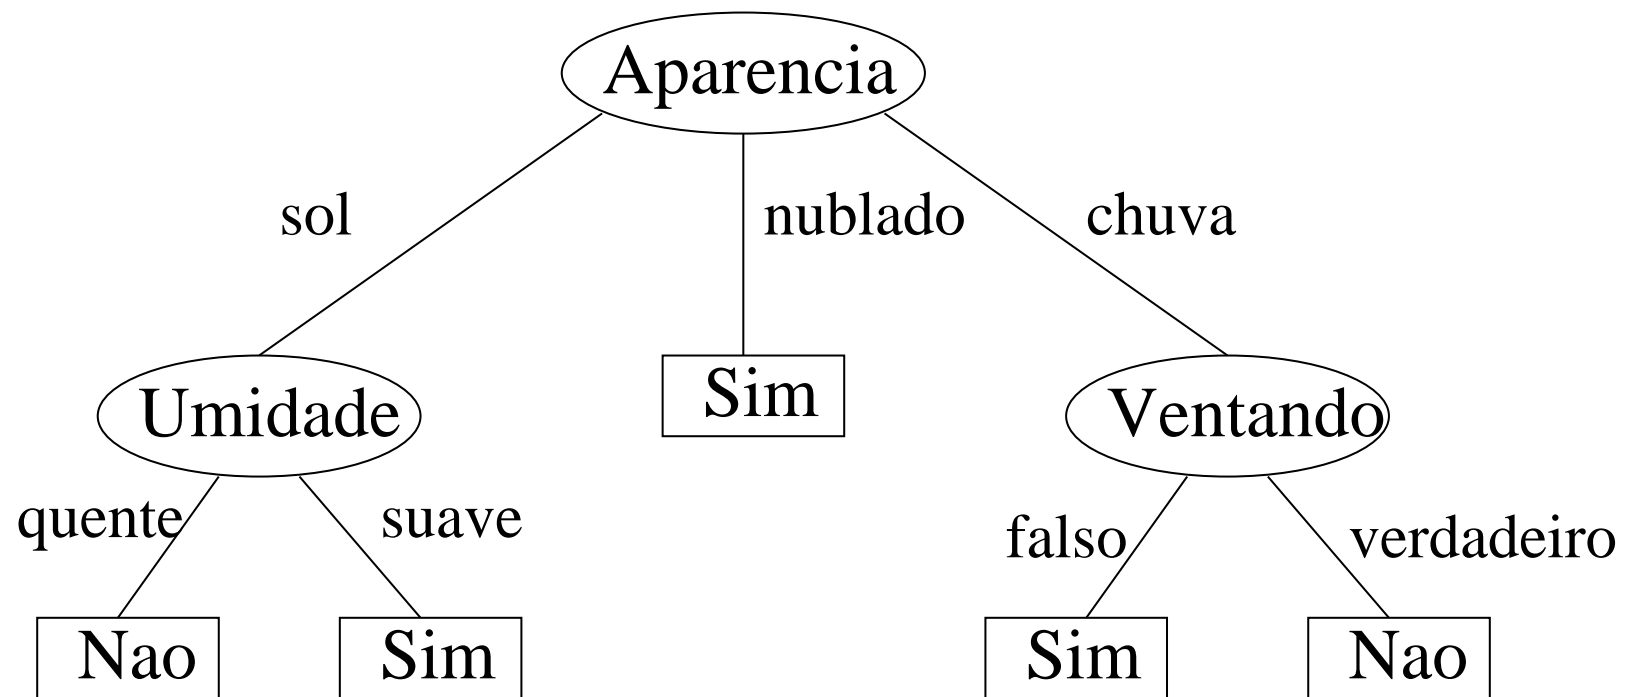 Aparencia
sol
nublado
chuva
Umidade
Sim
Ventando
quente
suave
falso
verdadeiro
Nao
Sim
Sim
Nao